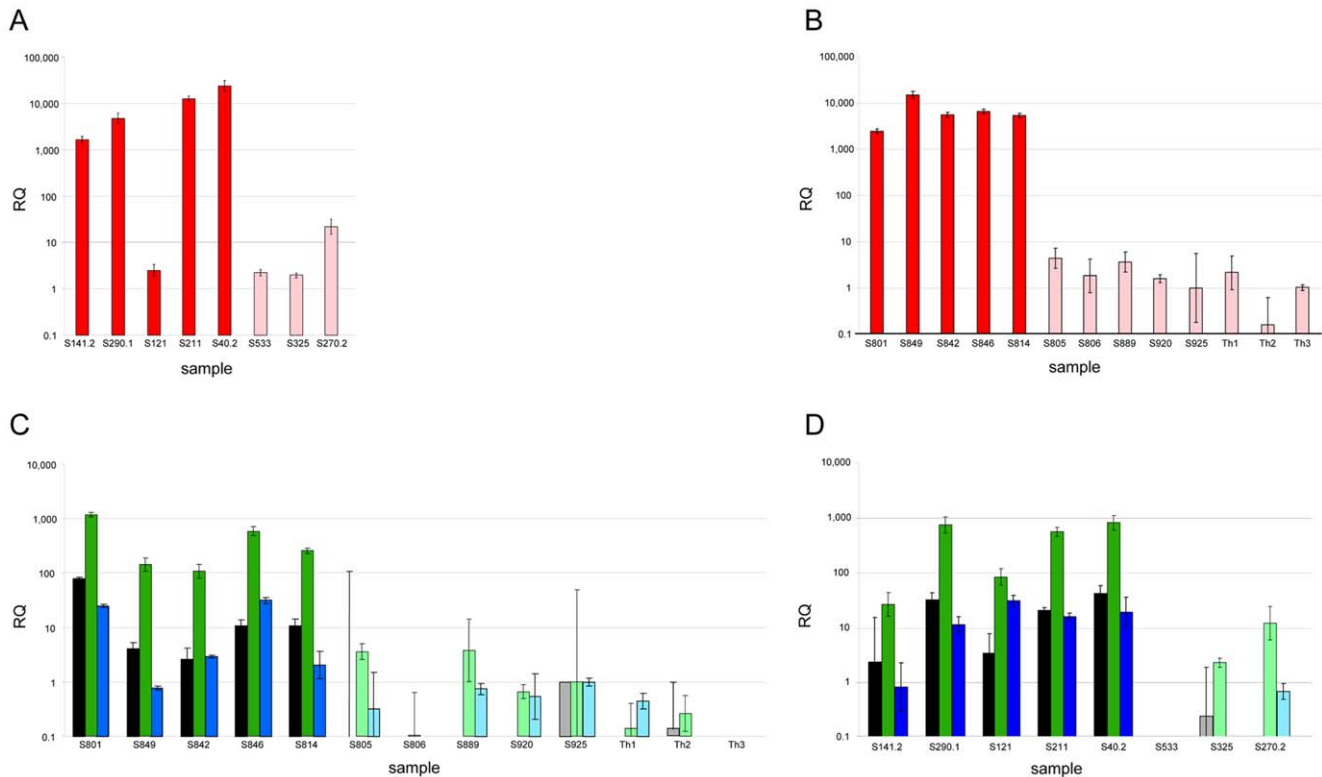 A
100,000
10,000
1,000
100
10
1
0.1
RQ
S141.2 S290.1 S121 S211 S40.2 S533 S325 S270.2
sample
B
100,000
10,000
1,000
100
10
1
0.1
RQ
S801 S849 S842 S846 S814 S805 S806 S889 S920 S925 Th1 Th2 Th3
sample
C
10,000
1,000
100
10
1
0.1
RQ
S801 S849 S842 S846 S814 S805 S806 S889 S920 S925 Th1 Th2 Th3
sample
D
10,000
1,000
100
10
1
0.1
RQ
S141.2 S290.1 S121 S211 S40.2 S533 S325 S270.2
sample